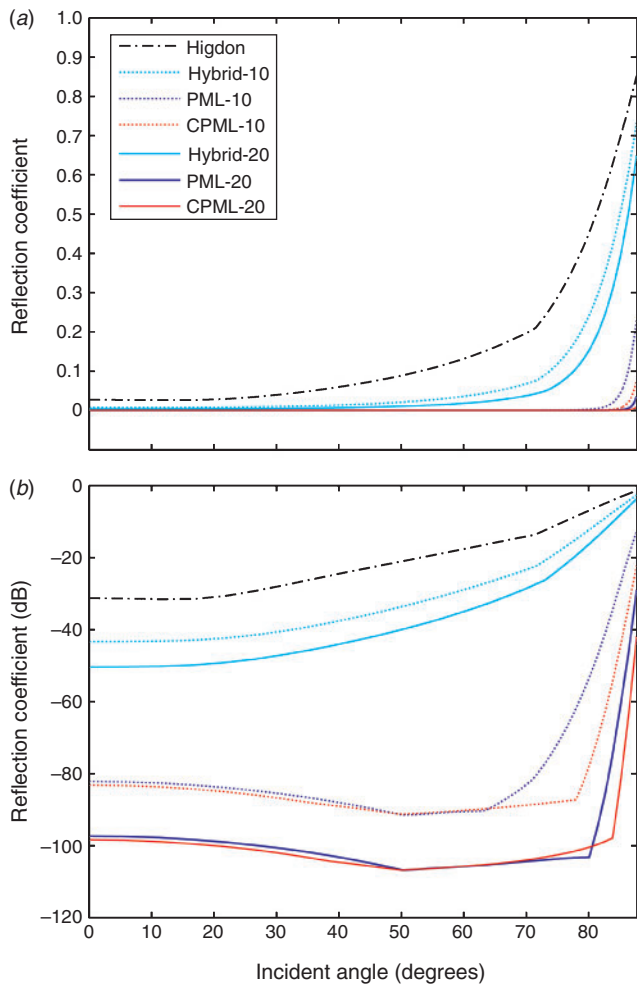 (a)
1.0
0.9
0.8
0.7
0.6
0.5
0.4
0.3
0.2
0.1
0
Reflection coefficient
Higdon
Hybrid-10
PML-10
CPML-10
Hybrid-20
PML-20
CPML-20
(b)
0
−20
−40
−60
−80
−100
−120
Reflection coefficient (dB)
0 10 20 30 40 50 60 70 80
Incident angle (degrees)